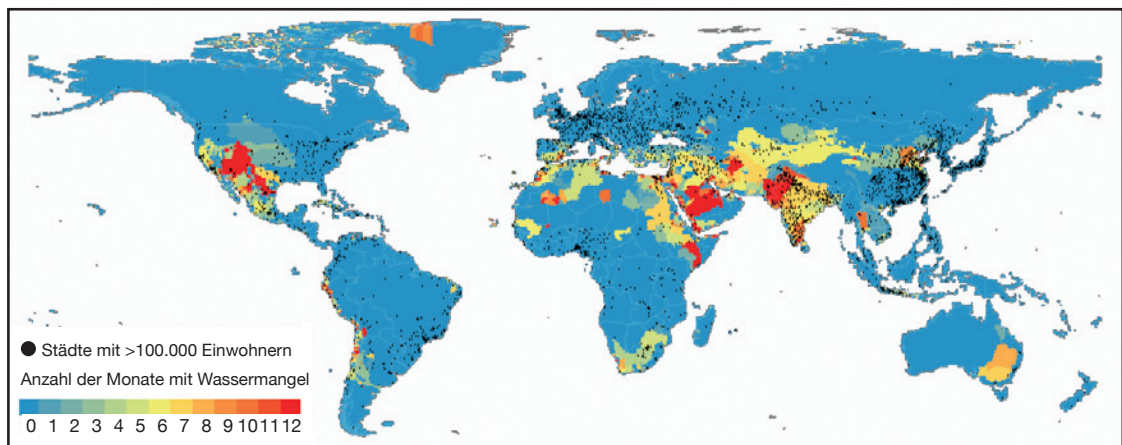 Städte mit >100.000 Einwohnern
Anzahl der Monate mit Wassermangel
0 1 2 3 4 5 6 7 8 9 10 11 12